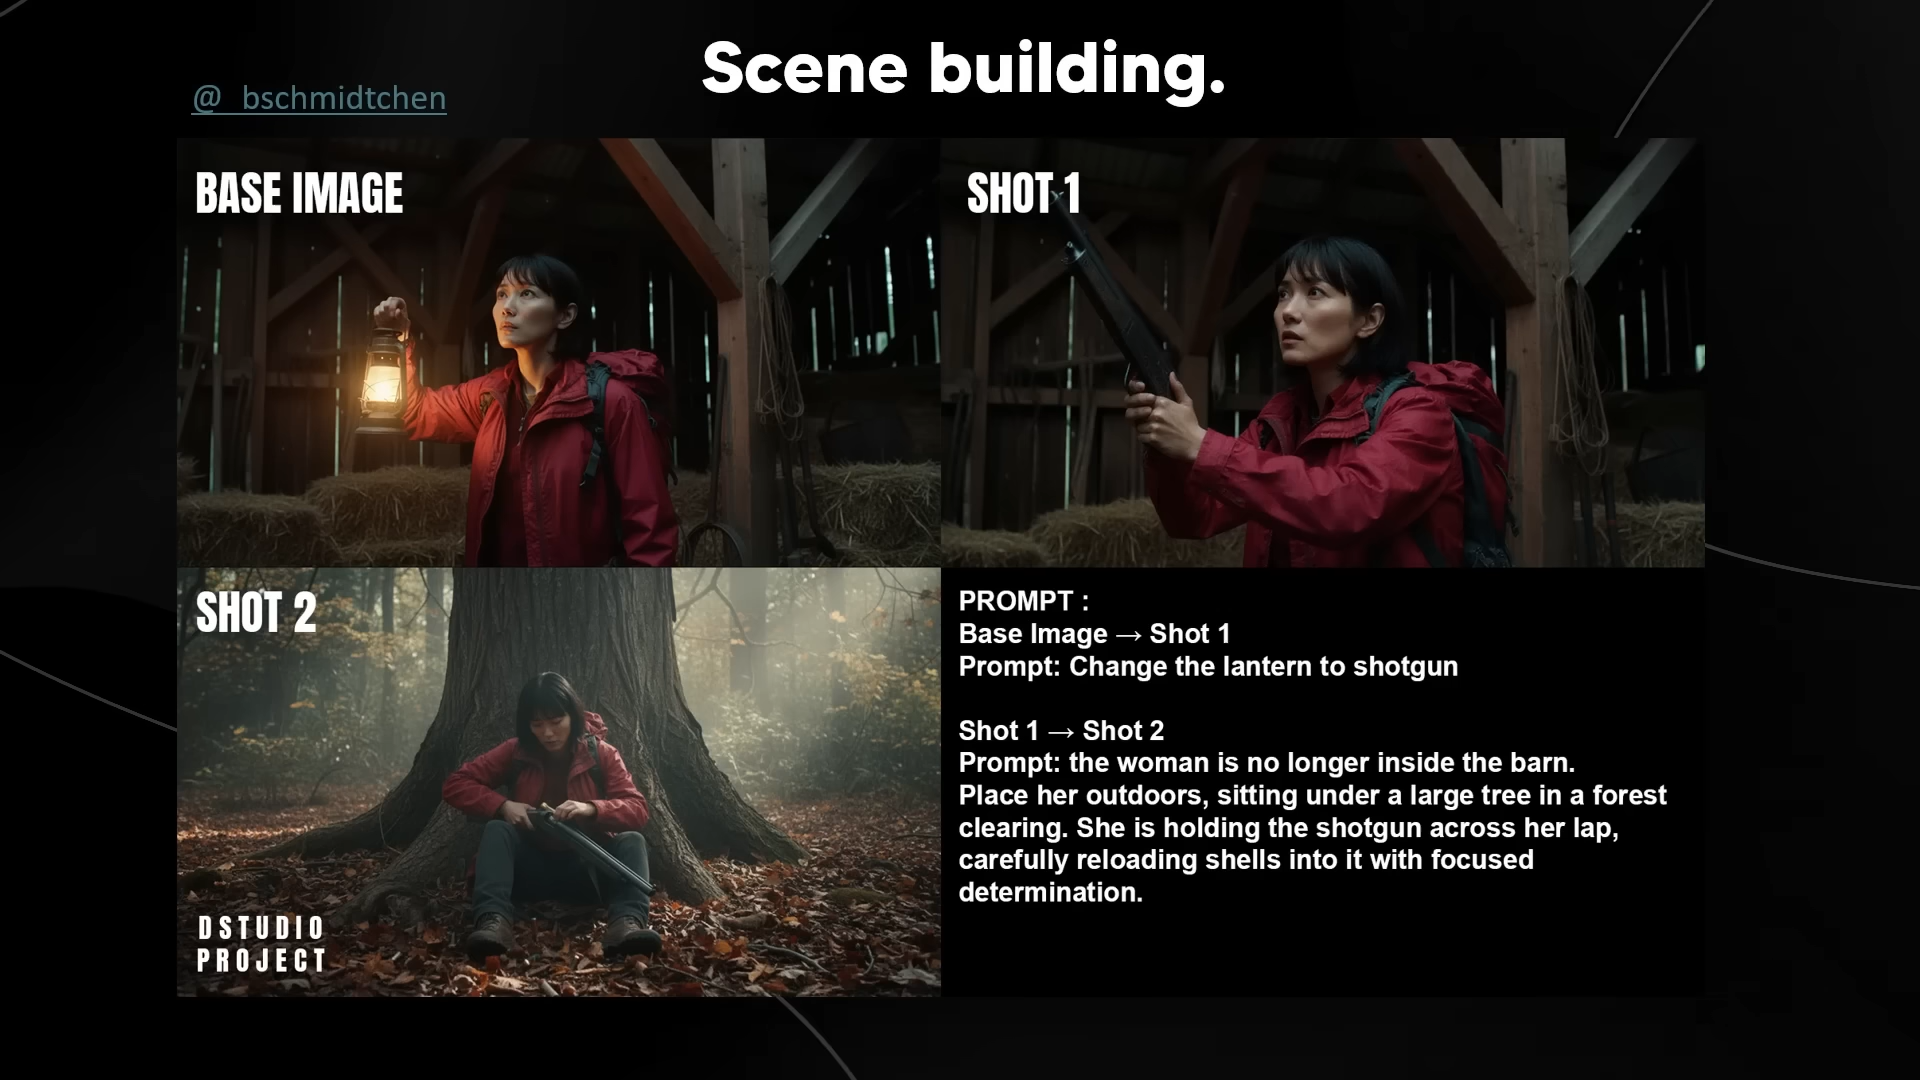 Scene building.
@_bschmidtchen
BASE IMAGE
SHOT 1
SHOT 2
DSTUDIO
PROJECT
PROMPT :
Base Image → Shot 1
Prompt: Change the lantern to shotgun
Shot 1 → Shot 2
Prompt: the woman is no longer inside the barn.
Place her outdoors, sitting under a large tree in a forest
clearing. She is holding the shotgun across her lap,
carefully reloading shells into it with focused
determination.